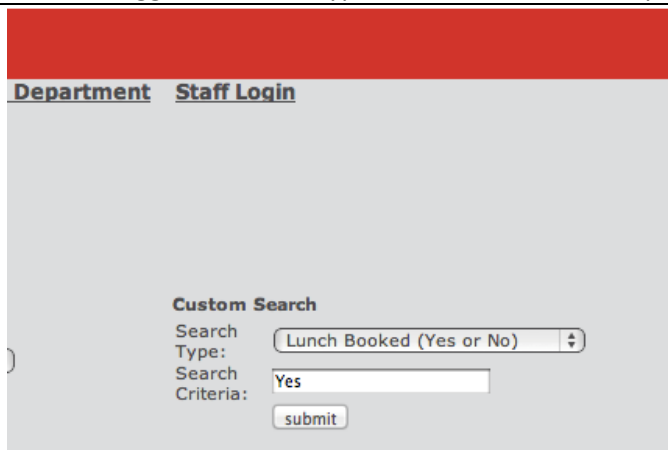 Department Staff Login
Custom Search
Search
Type:
Lunch Booked (Yes or No)
Search
Criteria:
Yes
submit